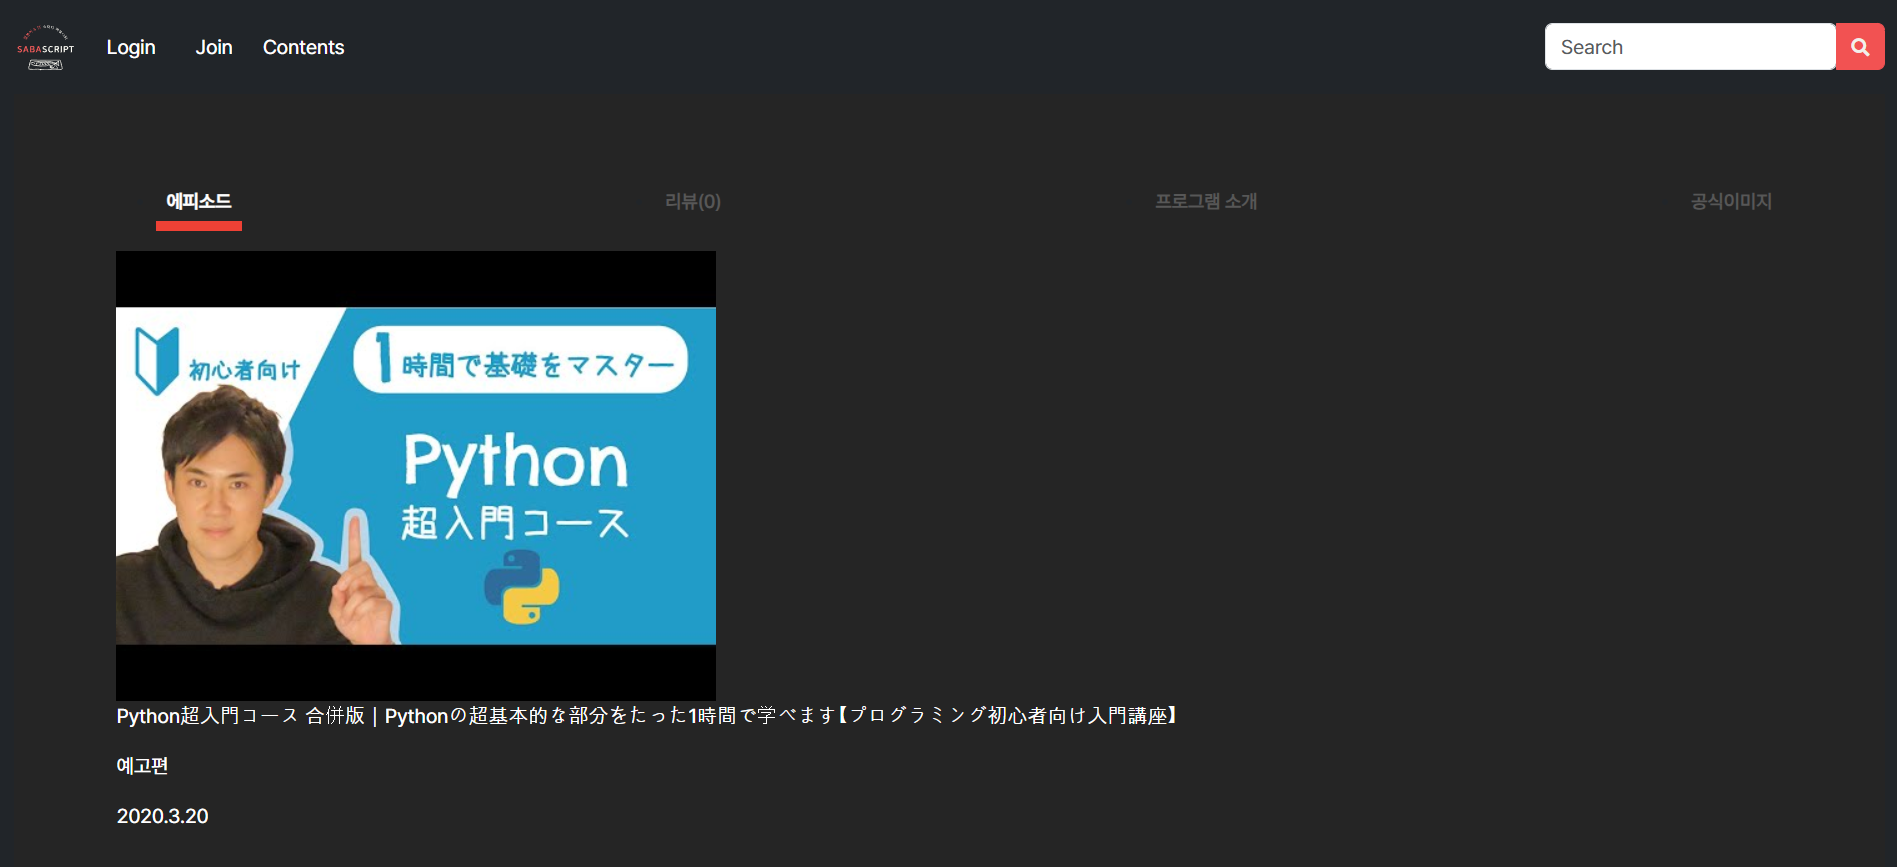 SABASCRIPT
Login
Join
Contents
Search
에피소드
리뷰(0)
프로그램 소개
공식이미지
初心者向け
1時間で基礎をマスター
Python
超入門コース
Python超入門コース 合併版｜Pythonの超基本的な部分をたった1時間で学べます【プログラミング初心者向け入門講座】
예고편
2020.3.20